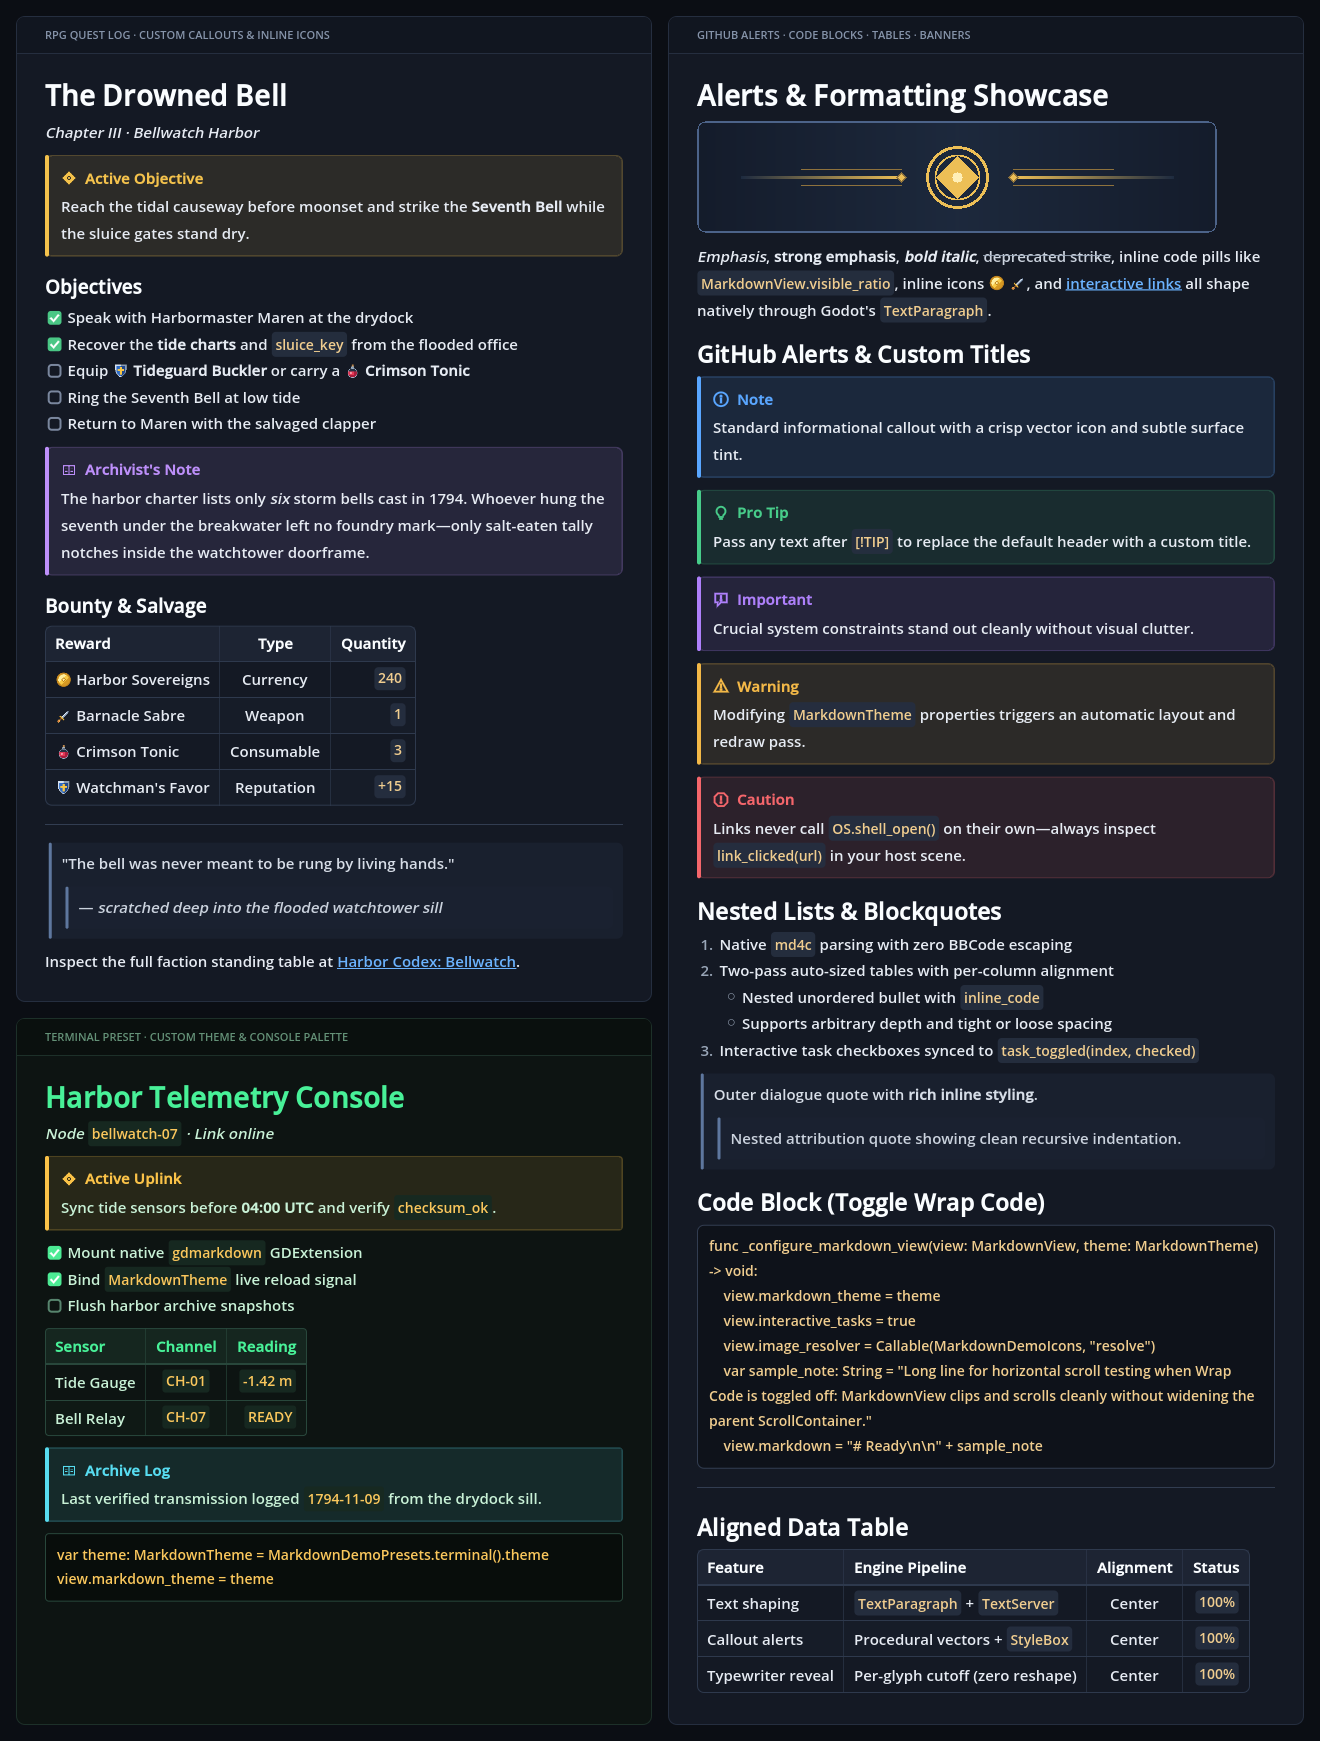 RPG QUEST LOG · CUSTOM CALLOUTS & INLINE ICONS
The Drowned Bell
Chapter III · Bellwatch Harbor
Active Objective
Reach the tidal causeway before moonset and strike the Seventh Bell while
the sluice gates stand dry.
Objectives
Speak with Harbormaster Maren at the drydock
Recover the tide charts and sluice_key from the flooded office
Equip Tideguard Buckler or carry a Crimson Tonic
Ring the Seventh Bell at low tide
Return to Maren with the salvaged clapper
Archivist's Note
The harbor charter lists only six storm bells cast in 1794. Whoever hung the
seventh under the breakwater left no foundry mark—only salt-eaten tally
notches inside the watchtower doorframe.
Bounty & Salvage
Reward Type Quantity
Harbor Sovereigns Currency 240
Barnacle Sabre Weapon 1
Crimson Tonic Consumable 3
Watchman's Favor Reputation +15
"The bell was never meant to be rung by living hands."
— scratched deep into the flooded watchtower sill
Inspect the full faction standing table at Harbor Codex: Bellwatch.
TERMINAL PRESET · CUSTOM THEME & CONSOLE PALETTE
Harbor Telemetry Console
Node bellwatch-07 · Link online
Active Uplink
Sync tide sensors before 04:00 UTC and verify checksum_ok .
Mount native gdmarkdown GDExtension
Bind MarkdownTheme live reload signal
Flush harbor archive snapshots
Sensor Channel Reading
Tide Gauge CH-01 -1.42 m
Bell Relay CH-07 READY
Archive Log
Last verified transmission logged 1794-11-09 from the drydock sill.
var theme: MarkdownTheme = MarkdownDemoPresets.terminal().theme
view.markdown_theme = theme
GITHUB ALERTS · CODE BLOCKS · TABLES · BANNERS
Alerts & Formatting Showcase
Emphasis, strong emphasis, bold italic, deprecated strike, inline code pills like
MarkdownView.visible_ratio , inline icons , and interactive links all shape
natively through Godot's TextParagraph .
GitHub Alerts & Custom Titles
Note
Standard informational callout with a crisp vector icon and subtle surface
tint.
Pro Tip
Pass any text after [!TIP] to replace the default header with a custom title.
Important
Crucial system constraints stand out cleanly without visual clutter.
Warning
Modifying MarkdownTheme properties triggers an automatic layout and
redraw pass.
Caution
Links never call OS.shell_open() on their own—always inspect
link_clicked(url) in your host scene.
Nested Lists & Blockquotes
1. Native md4c parsing with zero BBCode escaping
2. Two-pass auto-sized tables with per-column alignment
○ Nested unordered bullet with inline_code
○ Supports arbitrary depth and tight or loose spacing
3. Interactive task checkboxes synced to task_toggled(index, checked)
Outer dialogue quote with rich inline styling.
Nested attribution quote showing clean recursive indentation.
Code Block (Toggle Wrap Code)
func _configure_markdown_view(view: MarkdownView, theme: MarkdownTheme)
-> void:
view.markdown_theme = theme
view.interactive_tasks = true
view.image_resolver = Callable(MarkdownDemoIcons, "resolve")
var sample_note: String = "Long line for horizontal scroll testing when Wrap
Code is toggled off: MarkdownView clips and scrolls cleanly without widening the
parent ScrollContainer."
view.markdown = "# Ready\n\n" + sample_note
Aligned Data Table
Feature Engine Pipeline Alignment Status
Text shaping TextParagraph + TextServer Center 100%
Callout alerts Procedural vectors + StyleBox Center 100%
Typewriter reveal Per-glyph cutoff (zero reshape) Center 100%